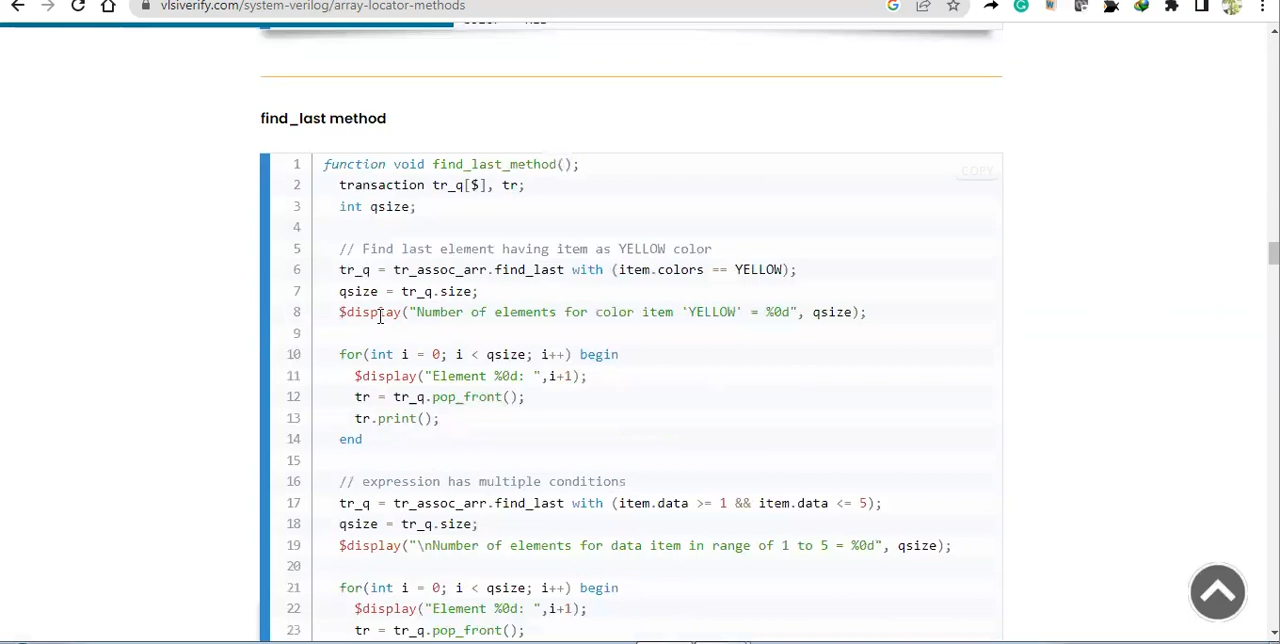 vlsiverify.com/system-verilog/array-locator-methods
find_last method
1 function void find_last_method();
COPY
2 transaction tr_q[$], tr;
3 int qsize;
4
5 // Find last element having item as YELLOW color
6 tr_q = tr_assoc_arr.find_last with (item.colors == YELLOW);
7 qsize = tr_q.size;
8 $display("Number of elements for color item 'YELLOW' = %0d", qsize);
9
10 for(int i = 0; i < qsize; i++) begin
11 $display("Element %0d: ",i+1);
12 tr = tr_q.pop_front();
13 tr.print();
14 end
15
16 // expression has multiple conditions
17 tr_q = tr_assoc_arr.find_last with (item.data >= 1 && item.data <= 5);
18 qsize = tr_q.size;
19 $display("\nNumber of elements for data item in range of 1 to 5 = %0d", qsize);
20
21 for(int i = 0; i < qsize; i++) begin
22 $display("Element %0d: ",i+1);
23 tr = tr_q.pop_front();